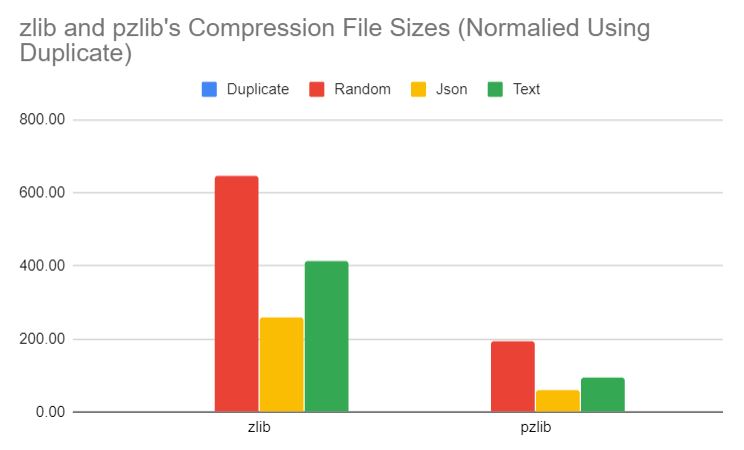 zlib and pzlib's Compression File Sizes (Normalied Using
Duplicate)
Duplicate Random Json Text
800.00
600.00
400.00
200.00
0.00
zlib pzlib